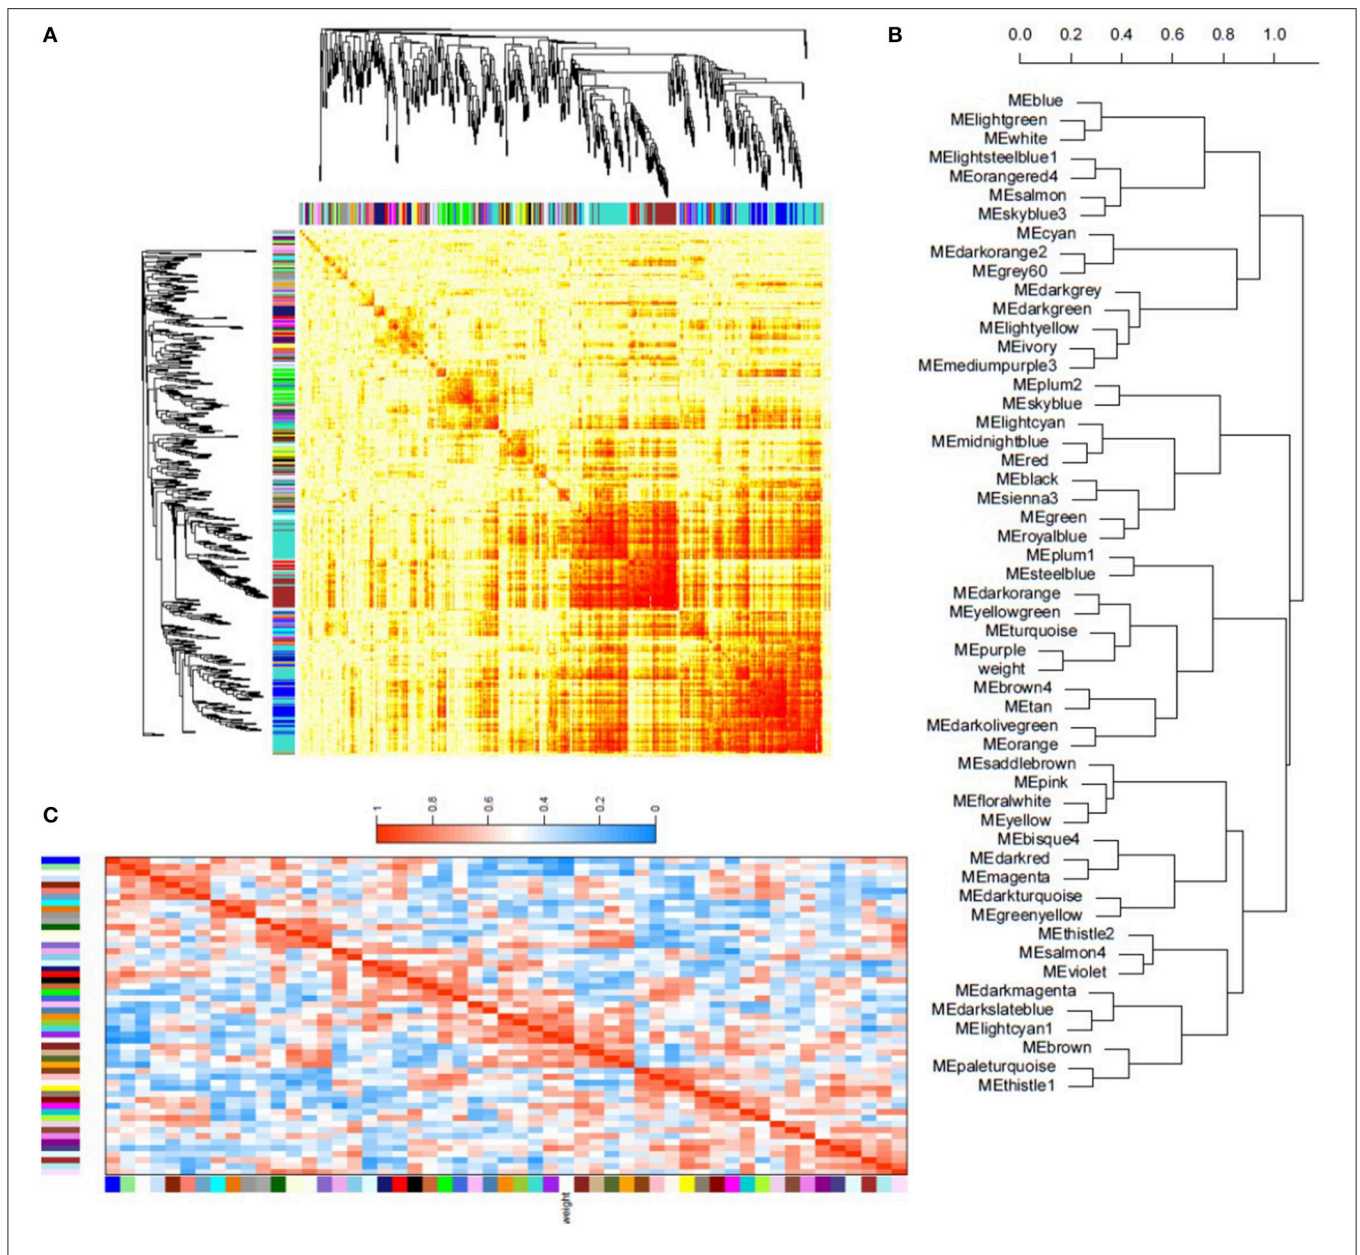 A
B
0.0 0.2 0.4 0.6 0.8 1.0
MEblue
MElightgreen
MEwhite
MElightsteelblue1
MEorangered4
MEsalmon
MEskyblue3
MEcyan
MEdarkorange2
MEgrey60
MEdarkgrey
MEdarkgreen
MElightyellow
MEivory
MEmediumpurple3
MEplum2
MEskyblue
MElightcyan
MEmidnightblue
MEred
MEblack
MEsienna3
MEgreen
MEroyalblue
MEplum1
MEsteelblue
MEdarkorange
MEyellowgreen
MEturquoise
MEpurple
weight
MEbrown4
MEtan
MEdarkolivegreen
MEorange
MEsaddlebrown
MEpink
MEfloralwhite
MEyellow
MEbisque4
MEdarkred
MEmagenta
MEdarkturquoise
MEgreenyellow
MEthistle2
MEsalmon4
MEviolet
MEdarkmagenta
MEdarkslateblue
MElightcyan1
MEbrown
MEpaleturquoise
MEthistle1
C
1 0.8 0.6 0.4 0.2 0
weight